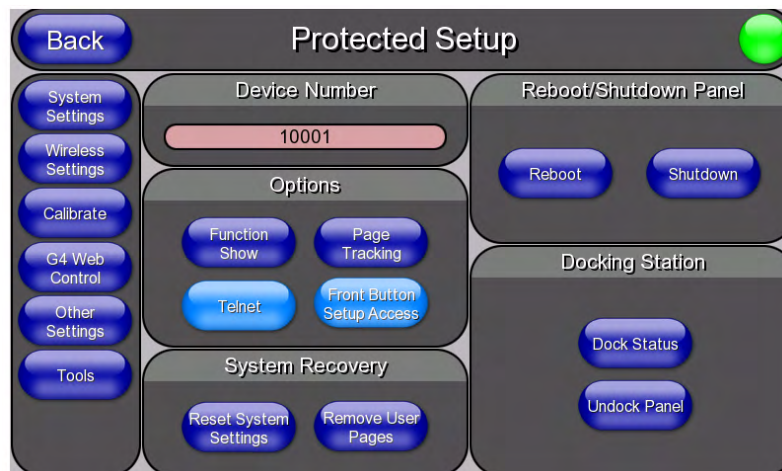 Back
Protected Setup
System
Settings
Wireless
Settings
Calibrate
G4 Web
Control
Other
Settings
Tools
Device Number
10001
Options
Function
Show
Page
Tracking
Telnet
Front Button
Setup Access
System Recovery
Reset System
Settings
Remove User
Pages
Reboot/Shutdown Panel
Reboot
Shutdown
Docking Station
Dock Status
Undock Panel